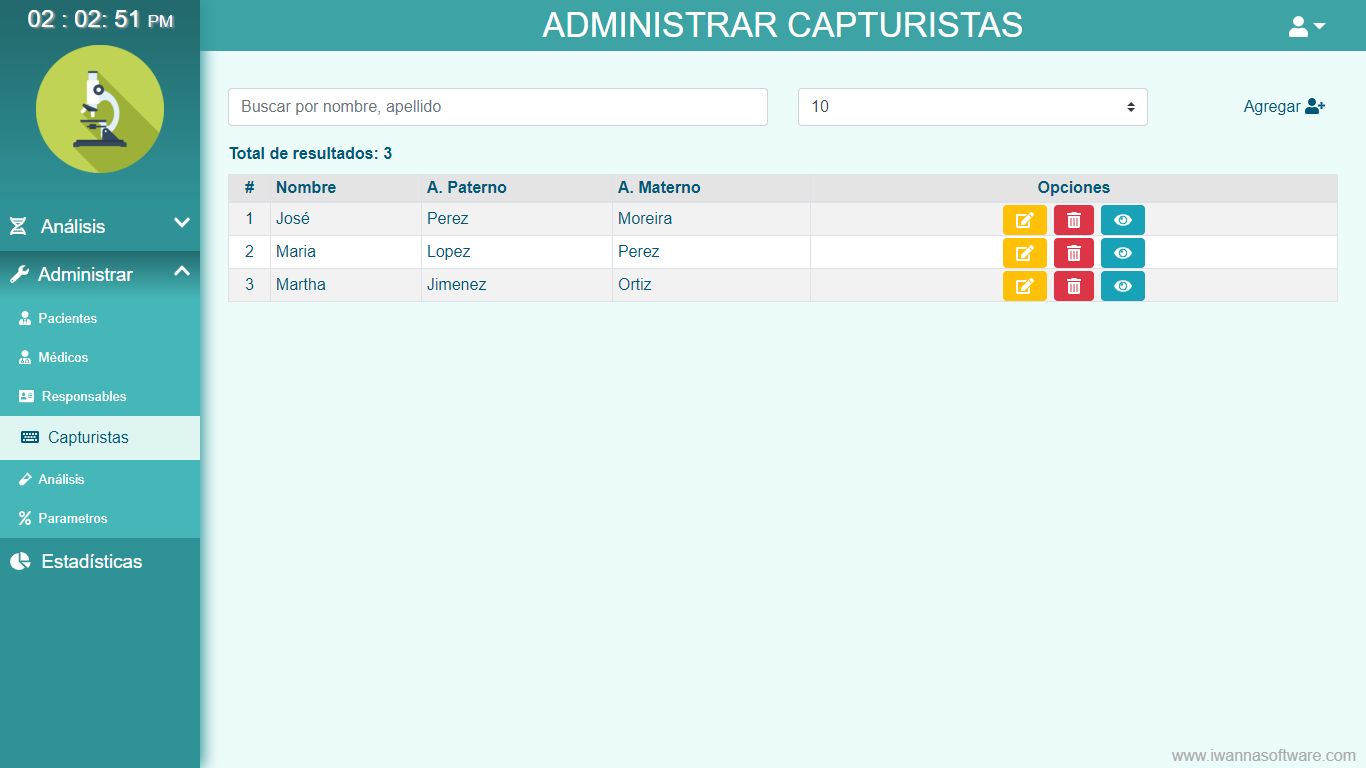 02 : 02: 51 PM
ADMINISTRAR CAPTURISTAS
Análisis
Administrar
Pacientes
Médicos
Responsables
Capturistas
Análisis
Parametros
Estadísticas
Buscar por nombre, apellido
10
Agregar
Total de resultados: 3
# Nombre A. Paterno A. Materno Opciones
1 José Perez Moreira
2 Maria Lopez Perez
3 Martha Jimenez Ortiz
www.iwannasoftware.com